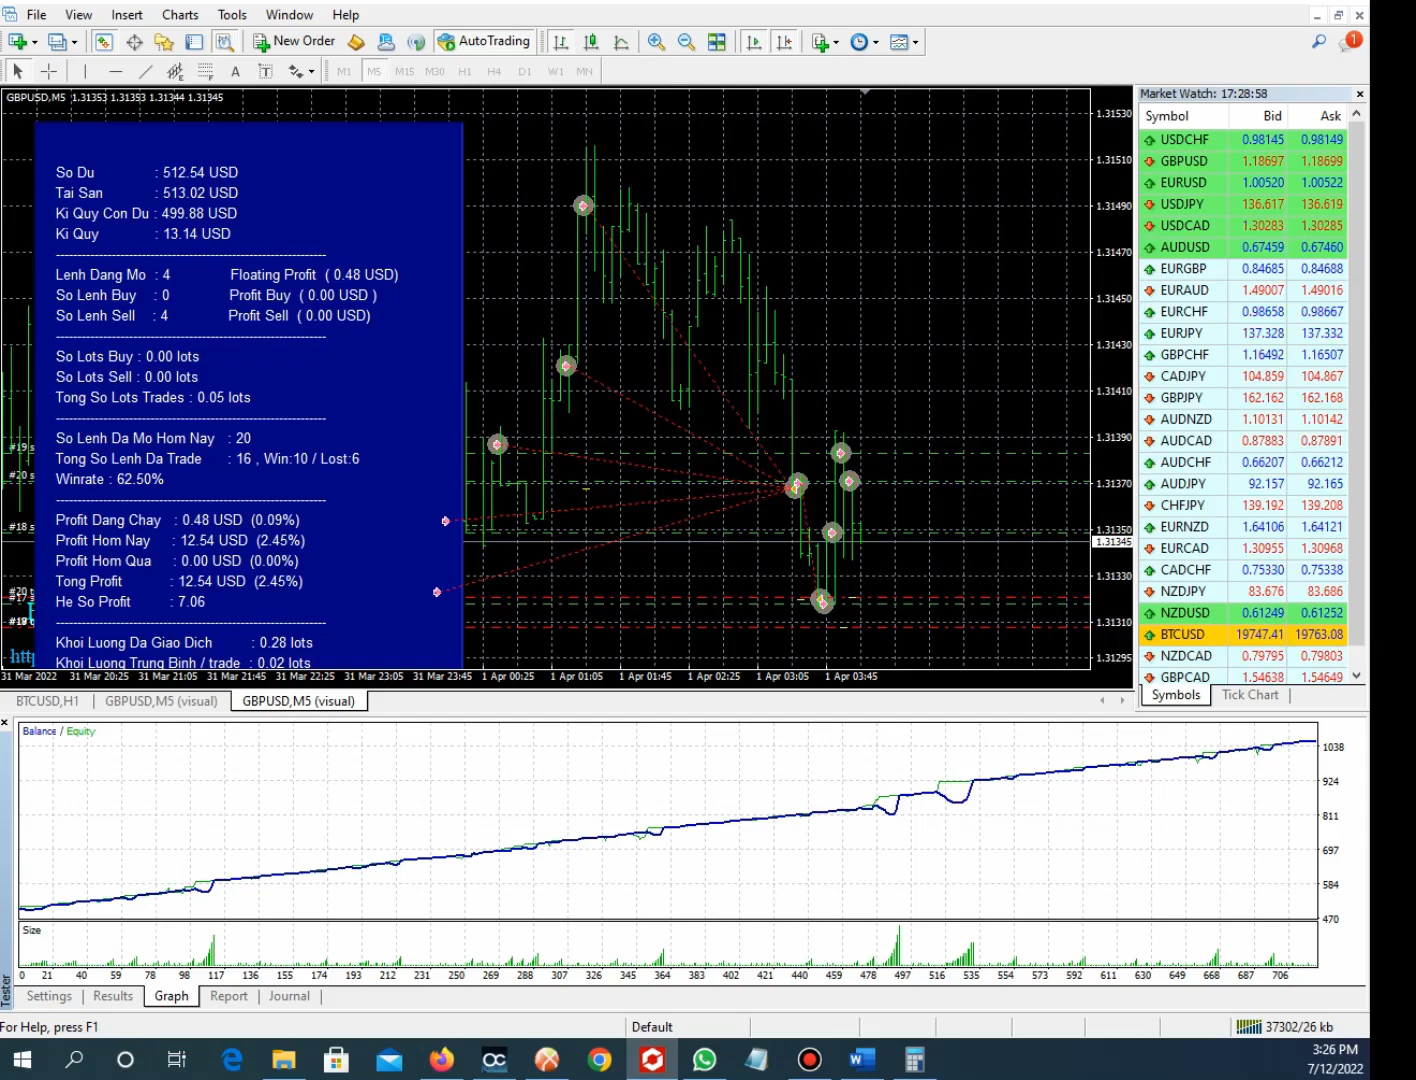 File View Insert Charts Tools Window Help
New Order AutoTrading 1
A T M1 M5 M15 M30 H1 H4 D1 W1 MN
GBPUSD,M5 1.31353 1.31353 1.31344 1.31345
So Du : 512.54 USD
Tai San : 513.02 USD
Ki Quy Con Du : 499.88 USD
Ki Quy : 13.14 USD
Lenh Dang Mo : 4 Floating Profit ( 0.48 USD)
So Lenh Buy : 0 Profit Buy ( 0.00 USD )
So Lenh Sell : 4 Profit Sell ( 0.00 USD)
So Lots Buy : 0.00 lots
So Lots Sell : 0.00 lots
Tong So Lots Trades : 0.05 lots
So Lenh Da Mo Hom Nay : 20
Tong So Lenh Da Trade : 16 , Win:10 / Lost:6
Winrate : 62.50%
Profit Dang Chay : 0.48 USD (0.09%)
Profit Hom Nay : 12.54 USD (2.45%)
Profit Hom Qua : 0.00 USD (0.00%)
Tong Profit : 12.54 USD (2.45%)
He So Profit : 7.06
Khoi Luong Da Giao Dich : 0.28 lots
Khoi Luong Trung Binh / trade : 0.02 lots
#19 s
#20 s
#18 s
htt
1.31530
1.31510
1.31490
1.31470
1.31450
1.31430
1.31410
1.31390
1.31370
1.31350
1.31345
1.31330
1.31310
1.31295
31 Mar 2022 31 Mar 20:25 31 Mar 21:05 31 Mar 21:45 31 Mar 22:25 31 Mar 23:05 31 Mar 23:45 1 Apr 00:25 1 Apr 01:05 1 Apr 01:45 1 Apr 02:25 1 Apr 03:05 1 Apr 03:45
Market Watch: 17:28:58
Symbol Bid Ask
USDCHF 0.98145 0.98149
GBPUSD 1.18697 1.18699
EURUSD 1.00520 1.00522
USDJPY 136.617 136.619
USDCAD 1.30283 1.30285
AUDUSD 0.67459 0.67460
EURGBP 0.84685 0.84688
EURAUD 1.49007 1.49016
EURCHF 0.98658 0.98667
EURJPY 137.328 137.332
GBPCHF 1.16492 1.16507
CADJPY 104.859 104.867
GBPJPY 162.162 162.168
AUDNZD 1.10131 1.10142
AUDCAD 0.87883 0.87891
AUDCHF 0.66207 0.66212
AUDJPY 92.157 92.165
CHFJPY 139.192 139.208
EURNZD 1.64106 1.64121
EURCAD 1.30955 1.30968
CADCHF 0.75330 0.75338
NZDJPY 83.676 83.686
NZDUSD 0.61249 0.61252
BTCUSD 19747.41 19763.08
NZDCAD 0.79795 0.79803
GBPCAD 1.54638 1.54649
Symbols Tick Chart
BTCUSD,H1 GBPUSD,M5 (visual) GBPUSD,M5 (visual)
Balance / Equity
1038
924
811
697
584
470
Size
0 21 40 59 78 98 117 136 155 174 193 212 231 250 269 288 307 326 345 364 383 402 421 440 459 478 497 516 535 554 573 592 611 630 649 668 687 706
Tester
Settings Results Graph Report Journal
For Help, press F1 Default 37302/26 kb
3:26 PM
7/12/2022